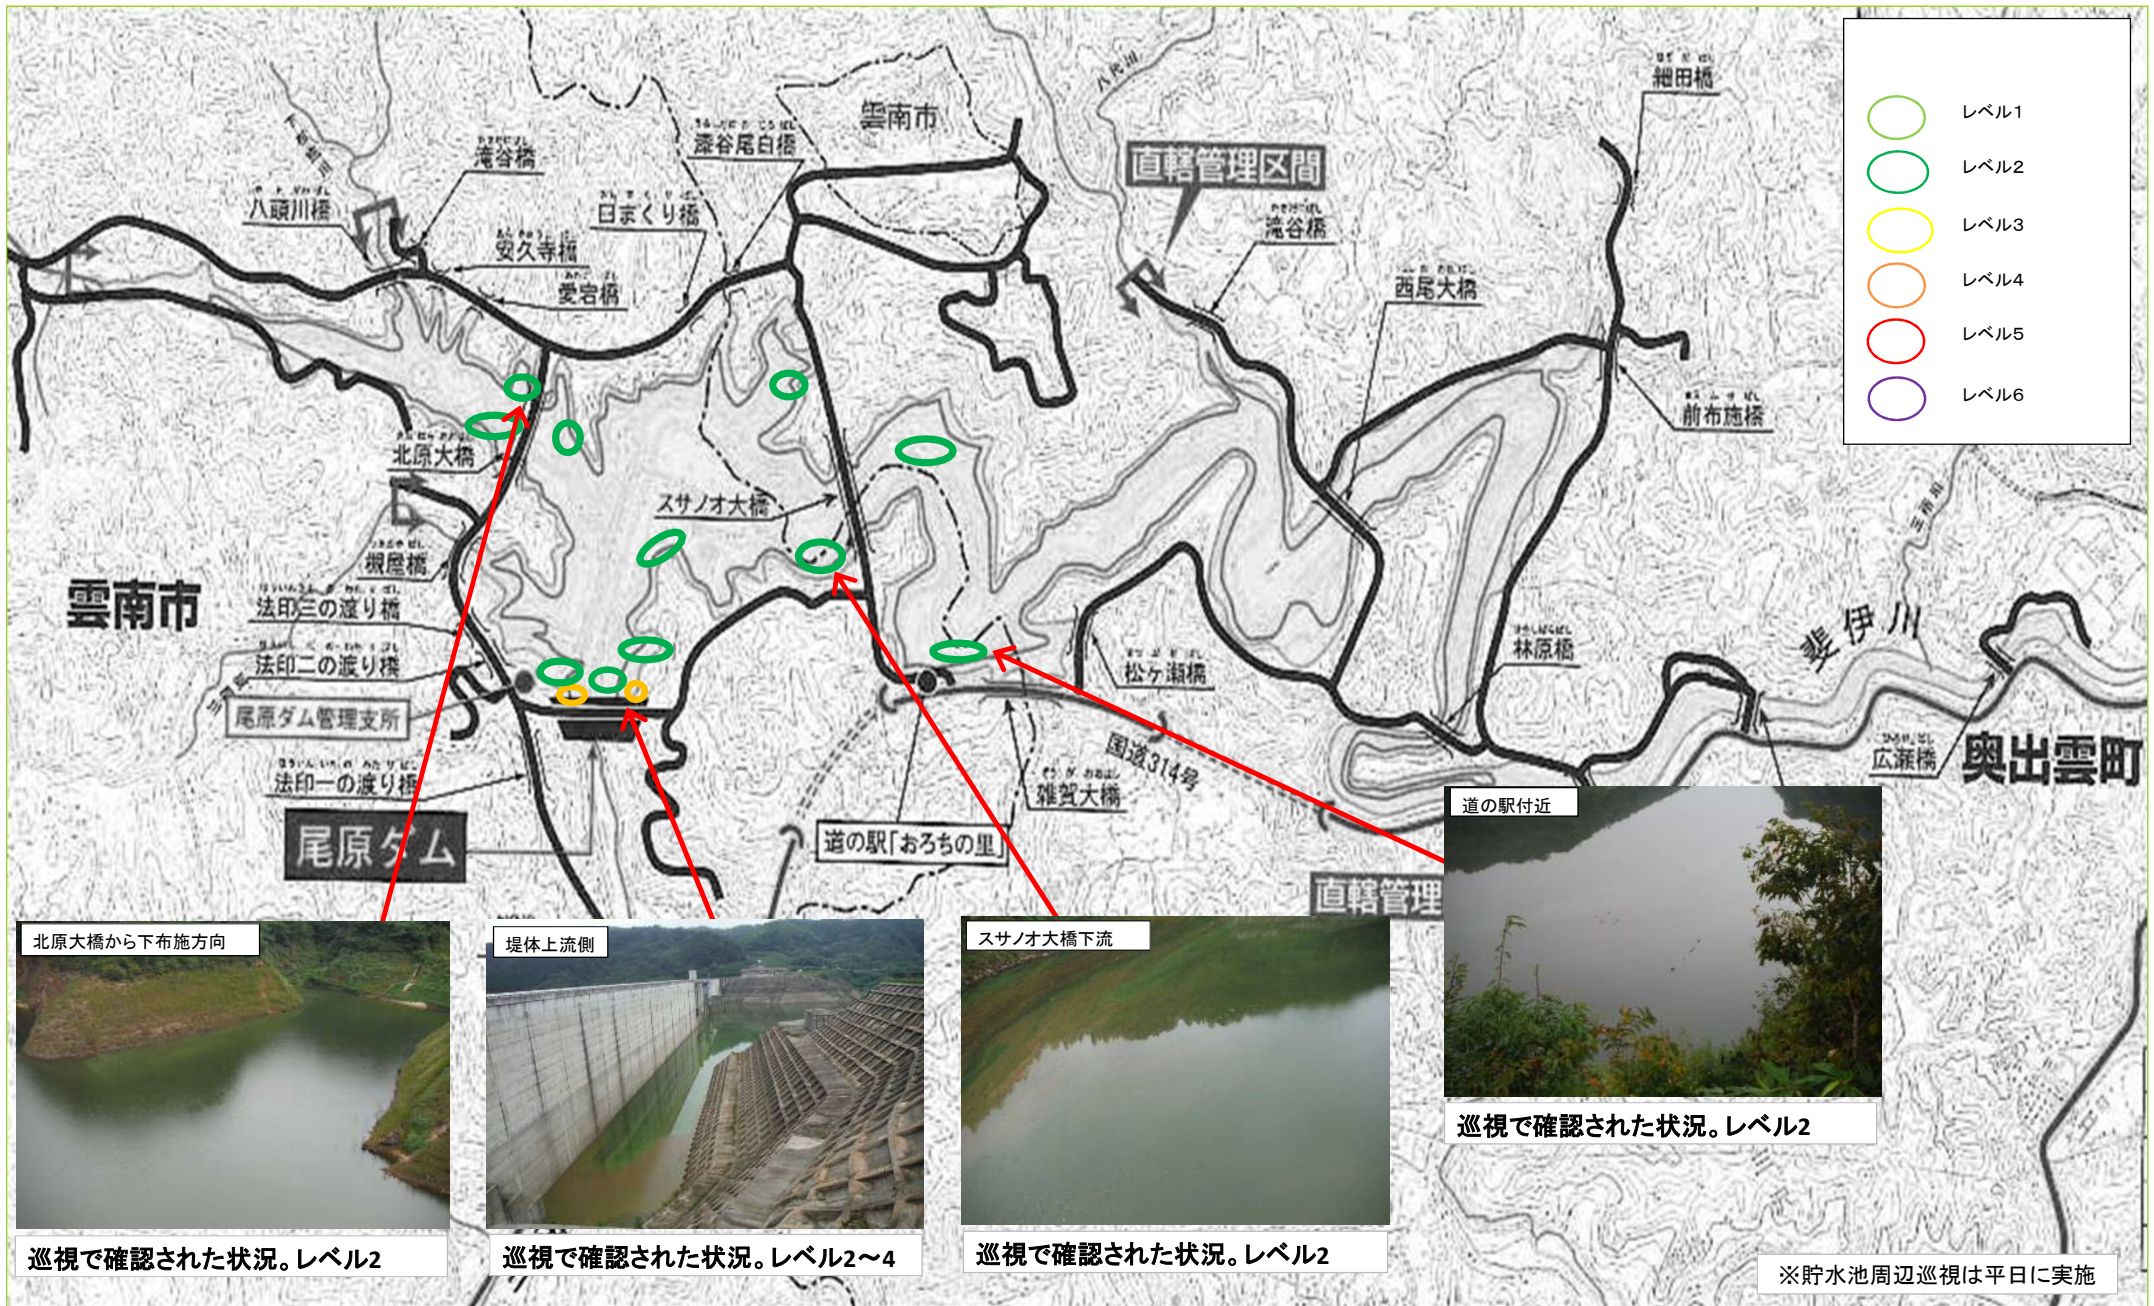 レベル1
レベル2
レベル3
レベル4
レベル5
レベル6
細田橋
雲南市
漆谷尾白橋
滝谷橋
直轄管理区間
八頭川橋
日まくり橋
安久寺橋
滝谷橋
愛宕橋
西尾大橋
前布施橋
北原大橋
スサノオ大橋
槻屋橋
雲南市
法印三の渡り橋
法印二の渡り橋
斐伊川
林原橋
松ヶ瀬橋
尾原ダム管理支所
国道314号
広瀬橋
奥出雲町
法印一の渡り橋
雑賀大橋
尾原ダム
道の駅「おろちの里」
直轄管理
道の駅付近
北原大橋から下布施方向
堤体上流側
スサノオ大橋下流
巡視で確認された状況。レベル2
巡視で確認された状況。レベル2
巡視で確認された状況。レベル2～4
巡視で確認された状況。レベル2
※貯水池周辺巡視は平日に実施